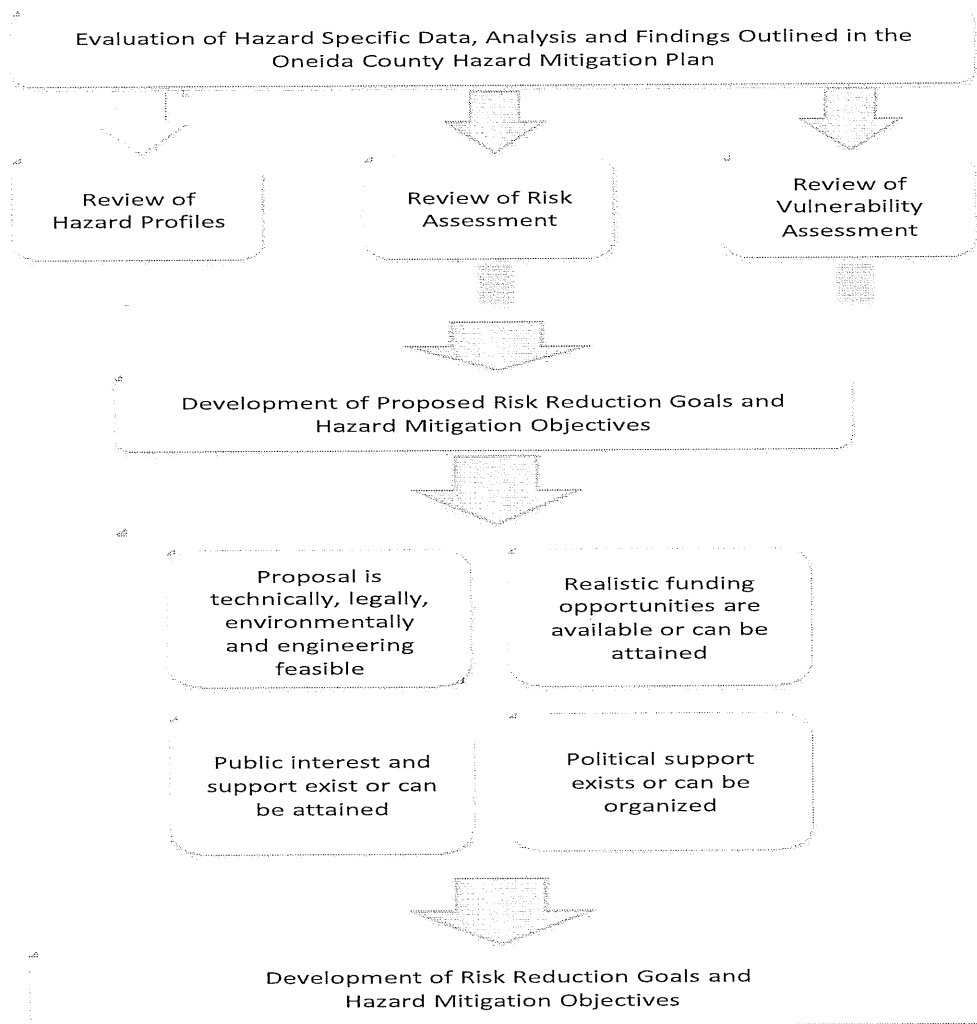 Evaluation of Hazard Specific Data, Analysis and Findings Outlined in the
Oneida County Hazard Mitigation Plan
Review of
Hazard Profiles
Review of Risk
Assessment
Review of
Vulnerability
Assessment
Development of Proposed Risk Reduction Goals and
Hazard Mitigation Objectives
Proposal is
technically, legally,
environmentally
and engineering
feasible
Realistic funding
opportunities are
available or can be
attained
Public interest and
support exist or can
be attained
Political support
exists or can be
organized
Development of Risk Reduction Goals and
Hazard Mitigation Objectives